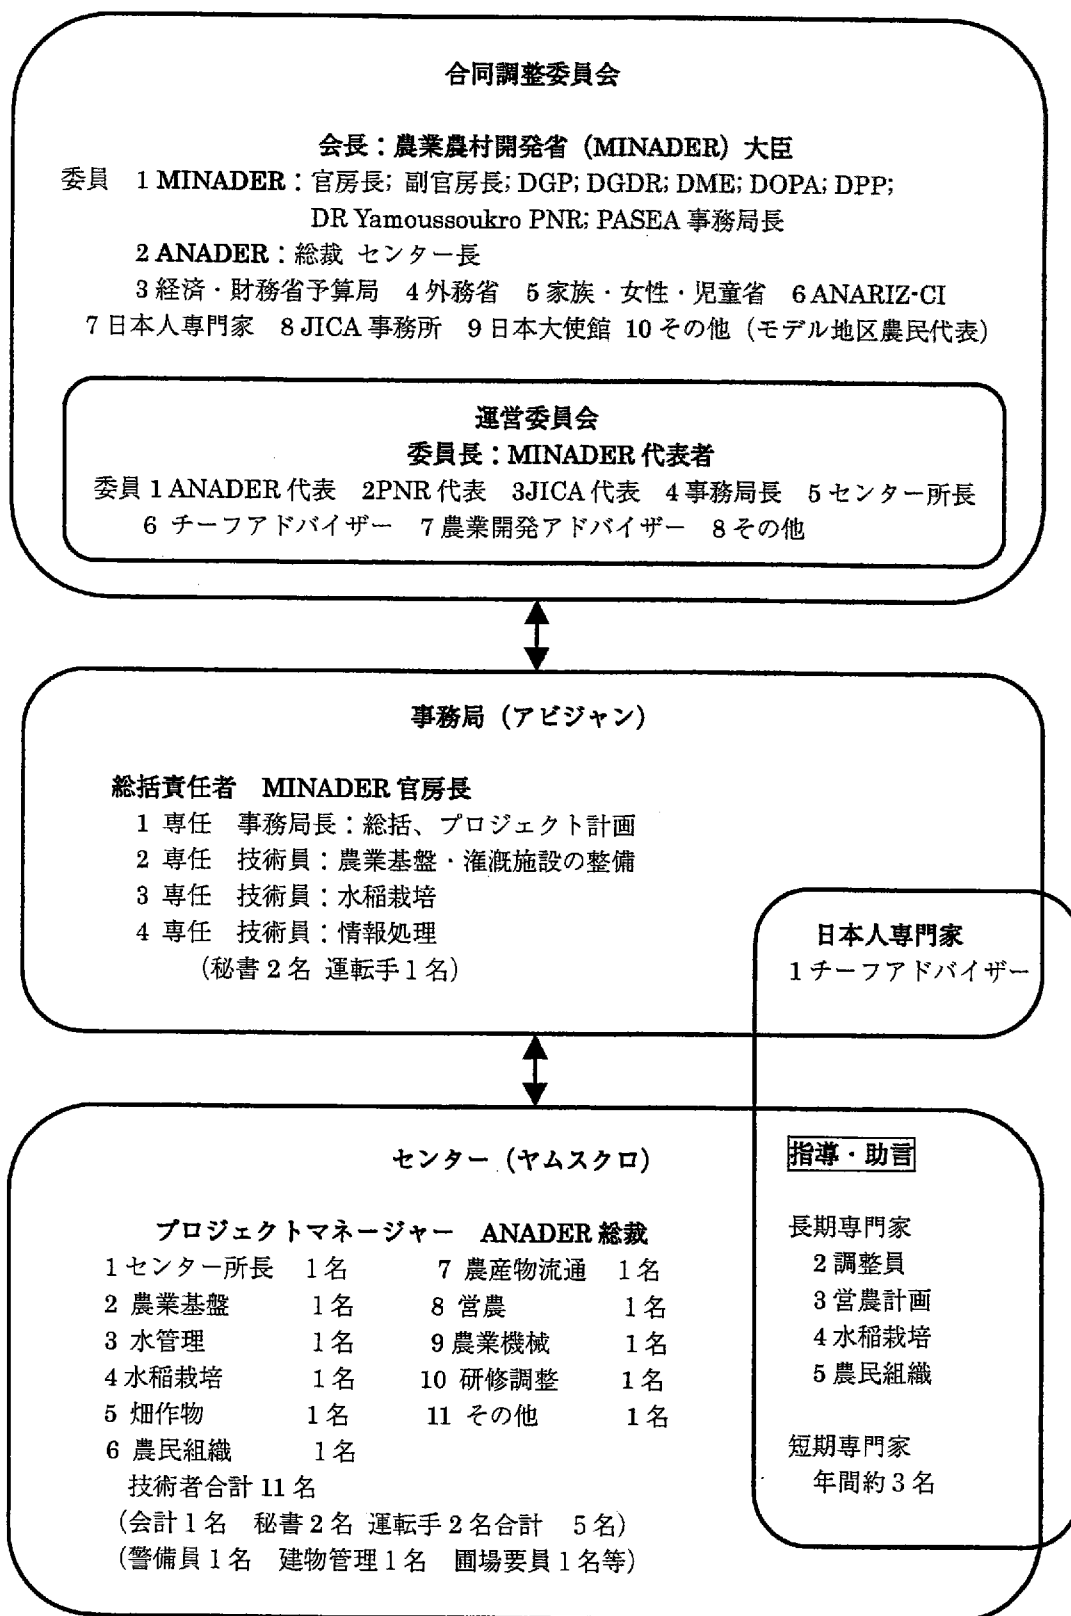 合同調整委員会
会長：農業農村開発省（MINADER）大臣
委員　1 MINADER：官房長; 副官房長; DGP; DGDR; DME; DOPA; DPP;
DR Yamoussoukro PNR; PASEA 事務局長
2 ANADER：総裁 センター長
3 経済・財務省予算局　4 外務省　5 家族・女性・児童省　6 ANARIZ-CI
7 日本人専門家　8 JICA 事務所　9 日本大使館　10 その他（モデル地区農民代表）
運営委員会
委員長：MINADER 代表者
委員 1 ANADER 代表　2PNR 代表　3JICA 代表　4 事務局長　5 センター所長
6 チーフアドバイザー　7 農業開発アドバイザー　8 その他
事務局（アビジャン）
総括責任者　MINADER 官房長
1 専任　事務局長：総括、プロジェクト計画
2 専任　技術員：農業基盤・灌漑施設の整備
3 専任　技術員：水稲栽培
4 専任　技術員：情報処理
（秘書 2 名 運転手 1 名）
日本人専門家
1 チーフアドバイザー
センター（ヤムスクロ）
プロジェクトマネージャー　ANADER 総裁
1 センター所長　1 名　7 農産物流通　1 名
2 農業基盤　1 名　8 営農　1 名
3 水管理　1 名　9 農業機械　1 名
4 水稲栽培　1 名　10 研修調整　1 名
5 畑作物　1 名　11 その他　1 名
6 農民組織　1 名
技術者合計 11 名
（会計 1 名　秘書 2 名 運転手 2 名合計　5 名）
（警備員 1 名　建物管理 1 名　圃場要員 1 名等）
指導・助言
長期専門家
2 調整員
3 営農計画
4 水稲栽培
5 農民組織
短期専門家
年間約 3 名